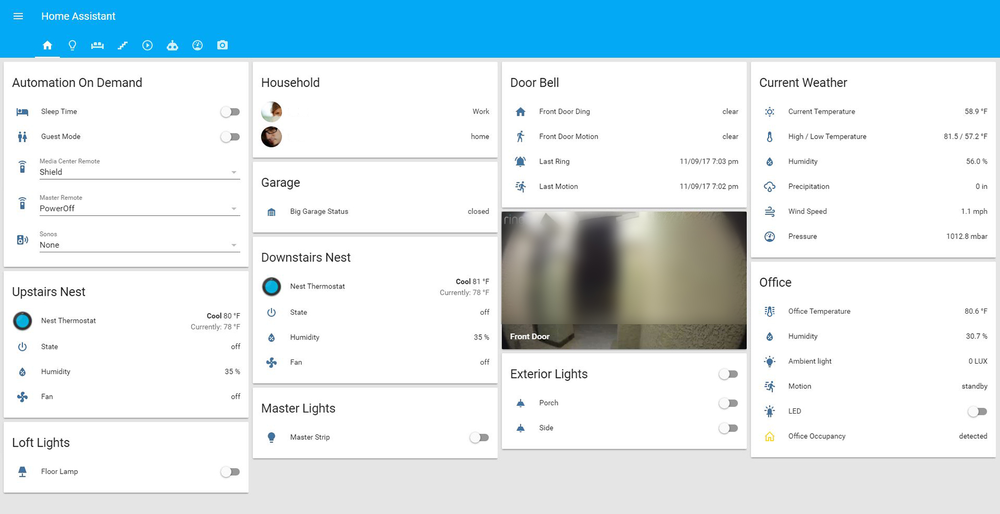 Home Assistant
Automation On Demand
Sleep Time
Guest Mode
Media Center Remote
Shield
Master Remote
PowerOff
Sonos
None
Upstairs Nest
Nest Thermostat
Cool 80 °F
Currently: 78 °F
State off
Humidity 35 %
Fan off
Loft Lights
Floor Lamp
Household
Work
home
Garage
Big Garage Status closed
Downstairs Nest
Nest Thermostat
Cool 81 °F
Currently: 78 °F
State off
Humidity 35 %
Fan off
Master Lights
Master Strip
Door Bell
Front Door Ding clear
Front Door Motion clear
Last Ring 11/09/17 7:03 pm
Last Motion 11/09/17 7:02 pm
ring
Front Door
Exterior Lights
Porch
Side
Current Weather
Current Temperature 58.9 °F
High / Low Temperature 81.5 / 57.2 °F
Humidity 56.0 %
Precipitation 0 in
Wind Speed 1.1 mph
Pressure 1012.8 mbar
Office
Office Temperature 80.6 °F
Humidity 30.7 %
Ambient light 0 LUX
Motion standby
LED
Office Occupancy detected